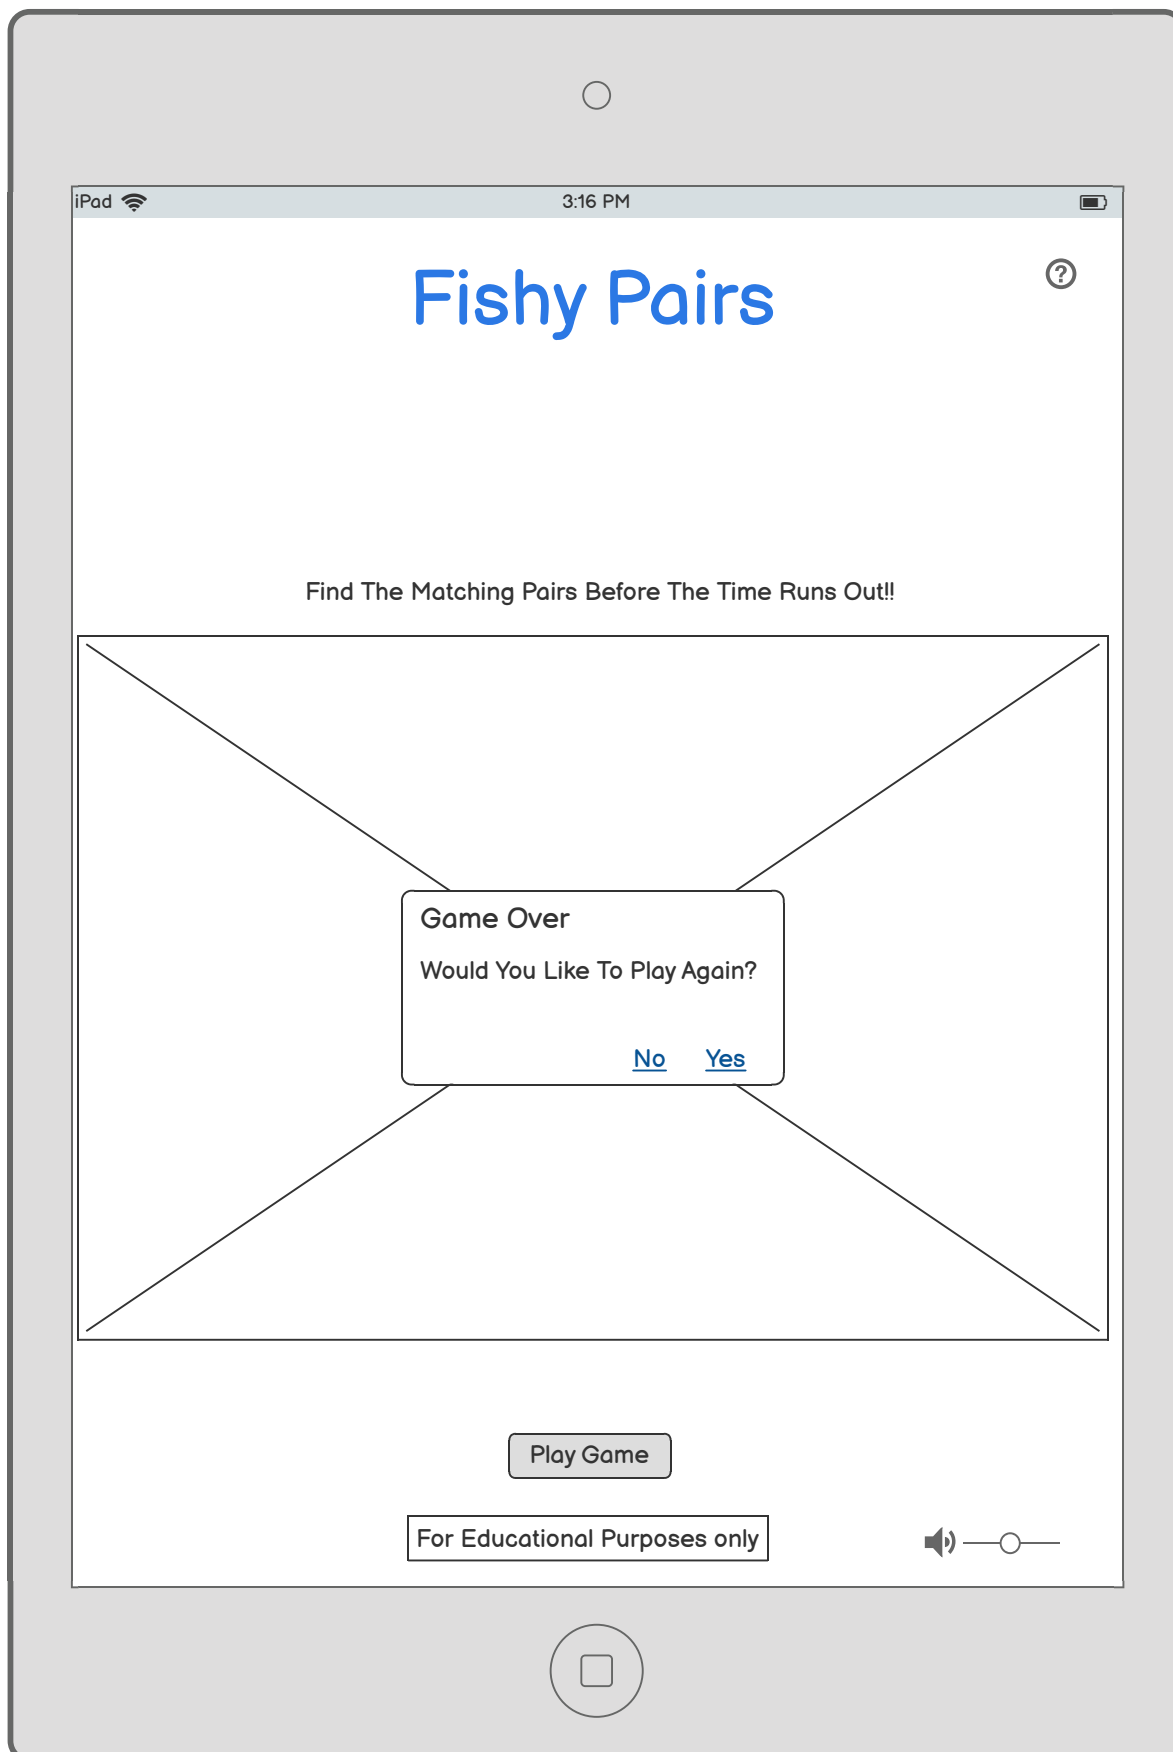 iPad 3:16 PM
Fishy Pairs
?
Find The Matching Pairs Before The Time Runs Out!!
Game Over
Would You Like To Play Again?
No Yes
Play Game
For Educational Purposes only